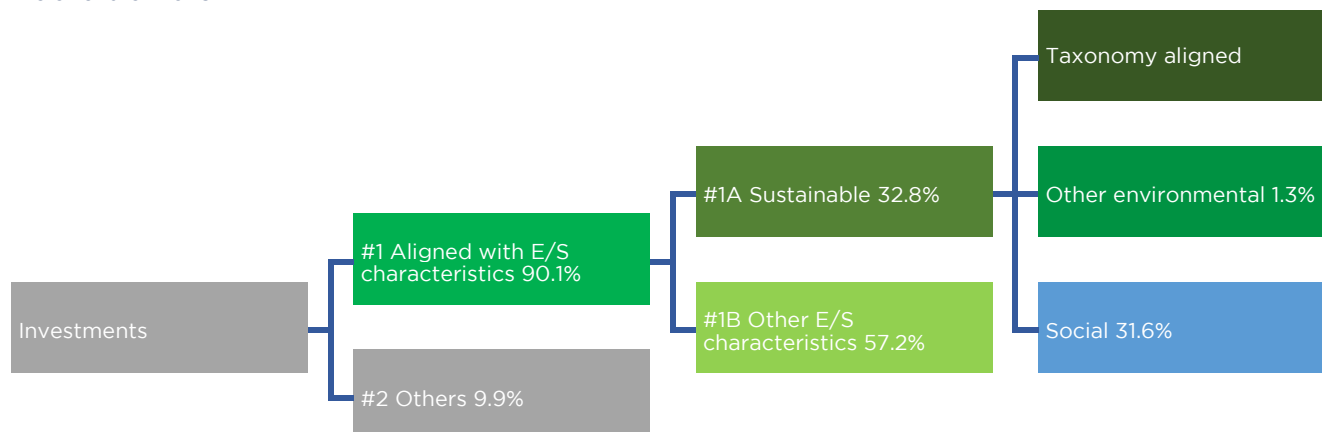 Taxonomy aligned
#1A Sustainable 32.8%
Other environmental 1.3%
#1 Aligned with E/S
characteristics 90.1%
Investments
#1B Other E/S
characteristics 57.2%
Social 31.6%
#2 Others 9.9%